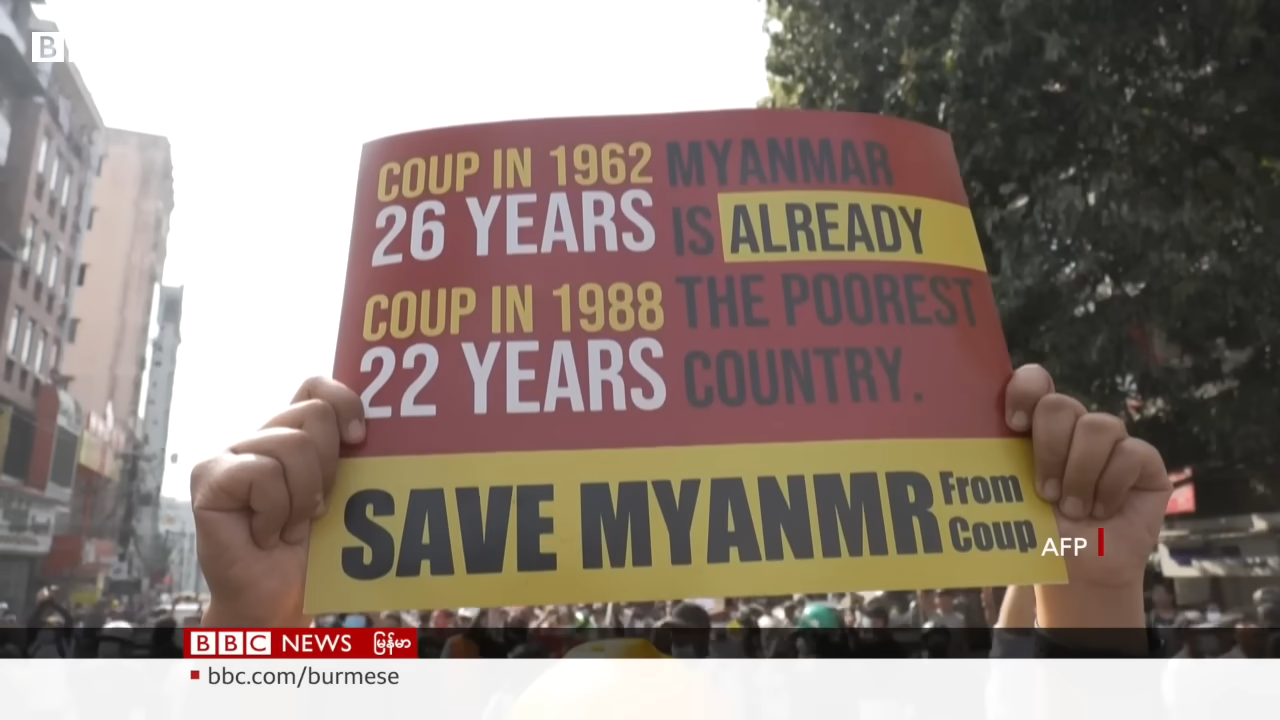 B
COUP IN 1962
26 YEARS
COUP IN 1988
22 YEARS
MYANMAR
IS ALREADY
THE POOREST
COUNTRY.
SAVE MYANMR
From
Coup
AFP
BBC NEWS မြန်မာ
bbc.com/burmese